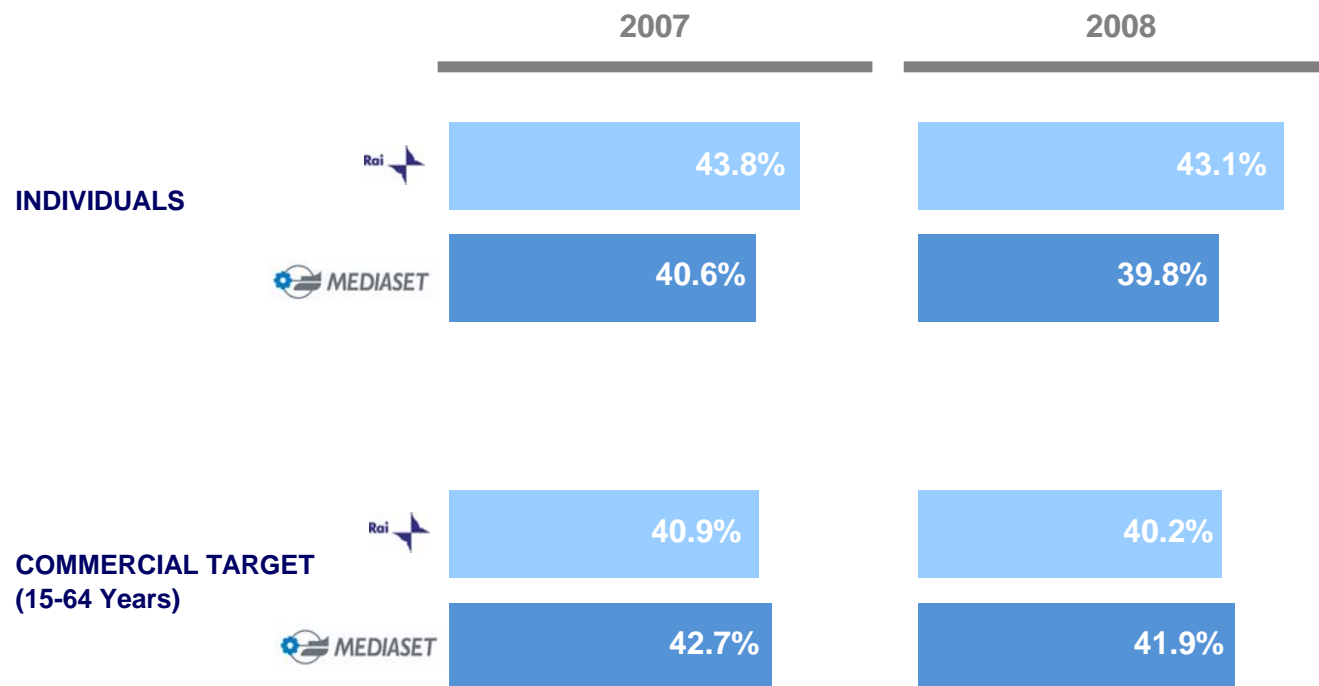 2007 2008
Rai 43.8% 43.1%
INDIVIDUALS
MEDIASET 40.6% 39.8%
Rai 40.9% 40.2%
COMMERCIAL TARGET
(15-64 Years)
MEDIASET 42.7% 41.9%